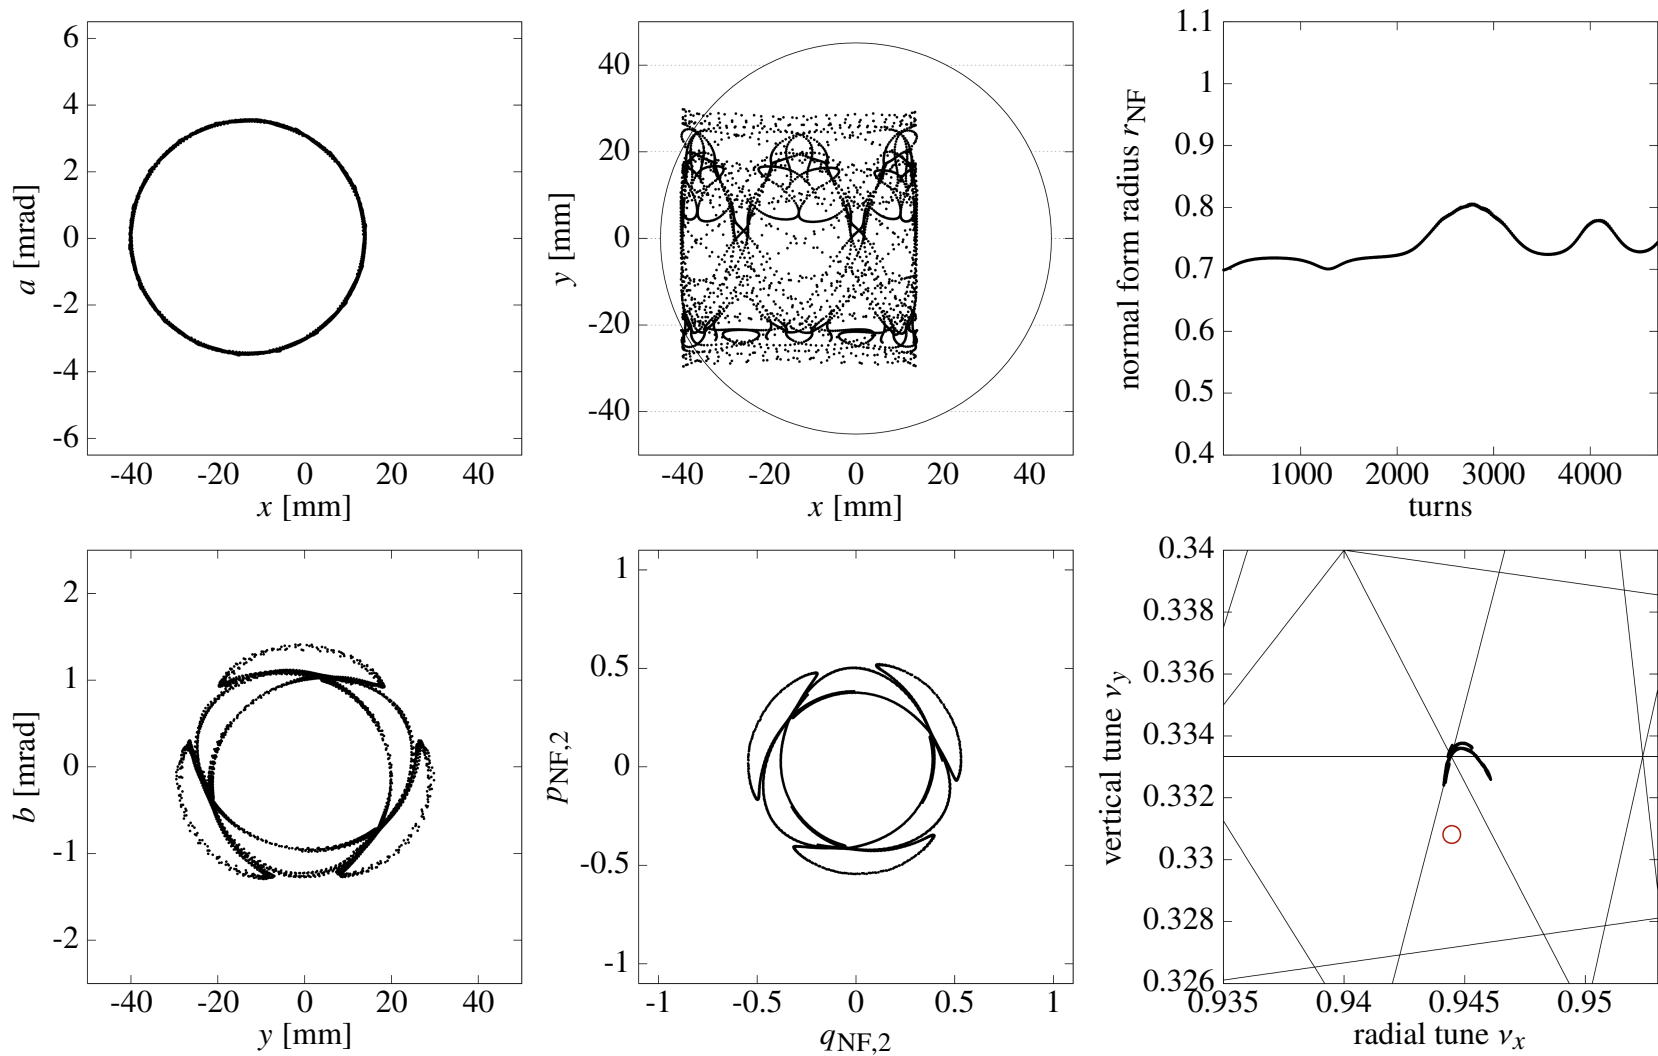 6
4
2
0
-2
-4
-6
a [mrad]
-40 -20 0 20 40
x [mm]
40
20
0
-20
-40
y [mm]
-40 -20 0 20 40
x [mm]
1.1
1
0.9
0.8
0.7
0.6
0.5
0.4
normal form radius rNF
1000 2000 3000 4000
turns
2
1
0
-1
-2
b [mrad]
-40 -20 0 20 40
y [mm]
1
0.5
0
-0.5
-1
pNF,2
-1 -0.5 0 0.5 1
qNF,2
0.34
0.338
0.336
0.334
0.332
0.33
0.328
0.326
vertical tune νy
0.935 0.94 0.945 0.95
radial tune νx